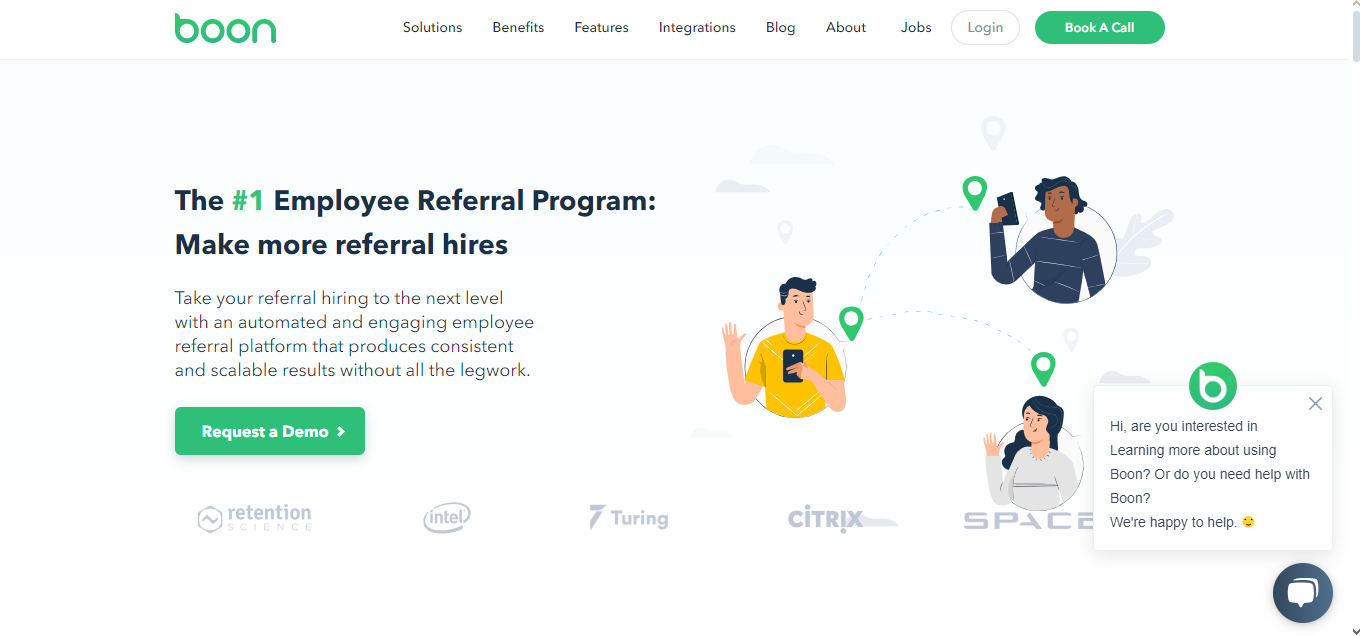 boon
Solutions
Benefits
Features
Integrations
Blog
About
Jobs
Login
Book A Call
The #1 Employee Referral Program:
Make more referral hires
Take your referral hiring to the next level
with an automated and engaging employee
referral platform that produces consistent
and scalable results without all the legwork.
Request a Demo
retention
SCIENCE
intel
Turing
CİTRIX
SPACE
b
Hi, are you interested in
Learning more about using
Boon? Or do you need help with
Boon?
We're happy to help.